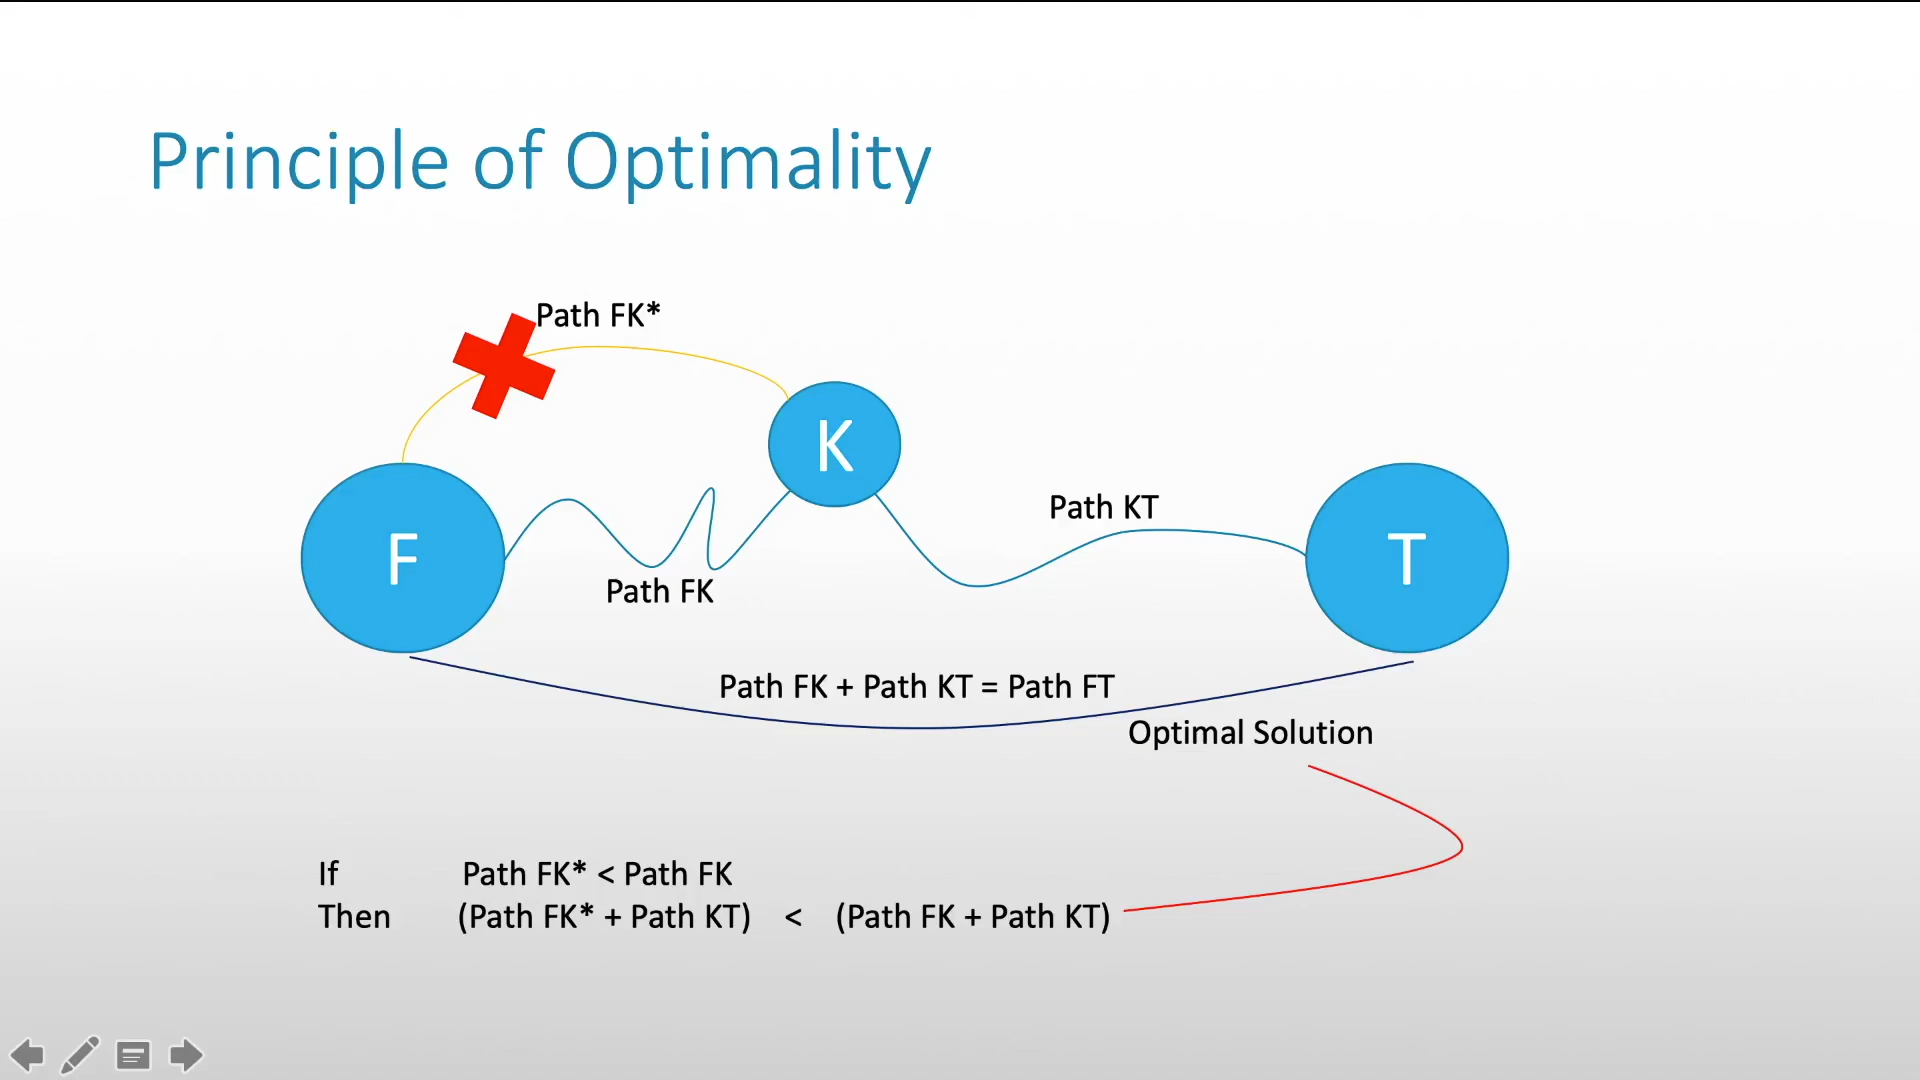 Principle of Optimality
Path FK*
K
Path KT
F
T
Path FK
Path FK + Path KT = Path FT
Optimal Solution
If Path FK* < Path FK
Then (Path FK* + Path KT) < (Path FK + Path KT)